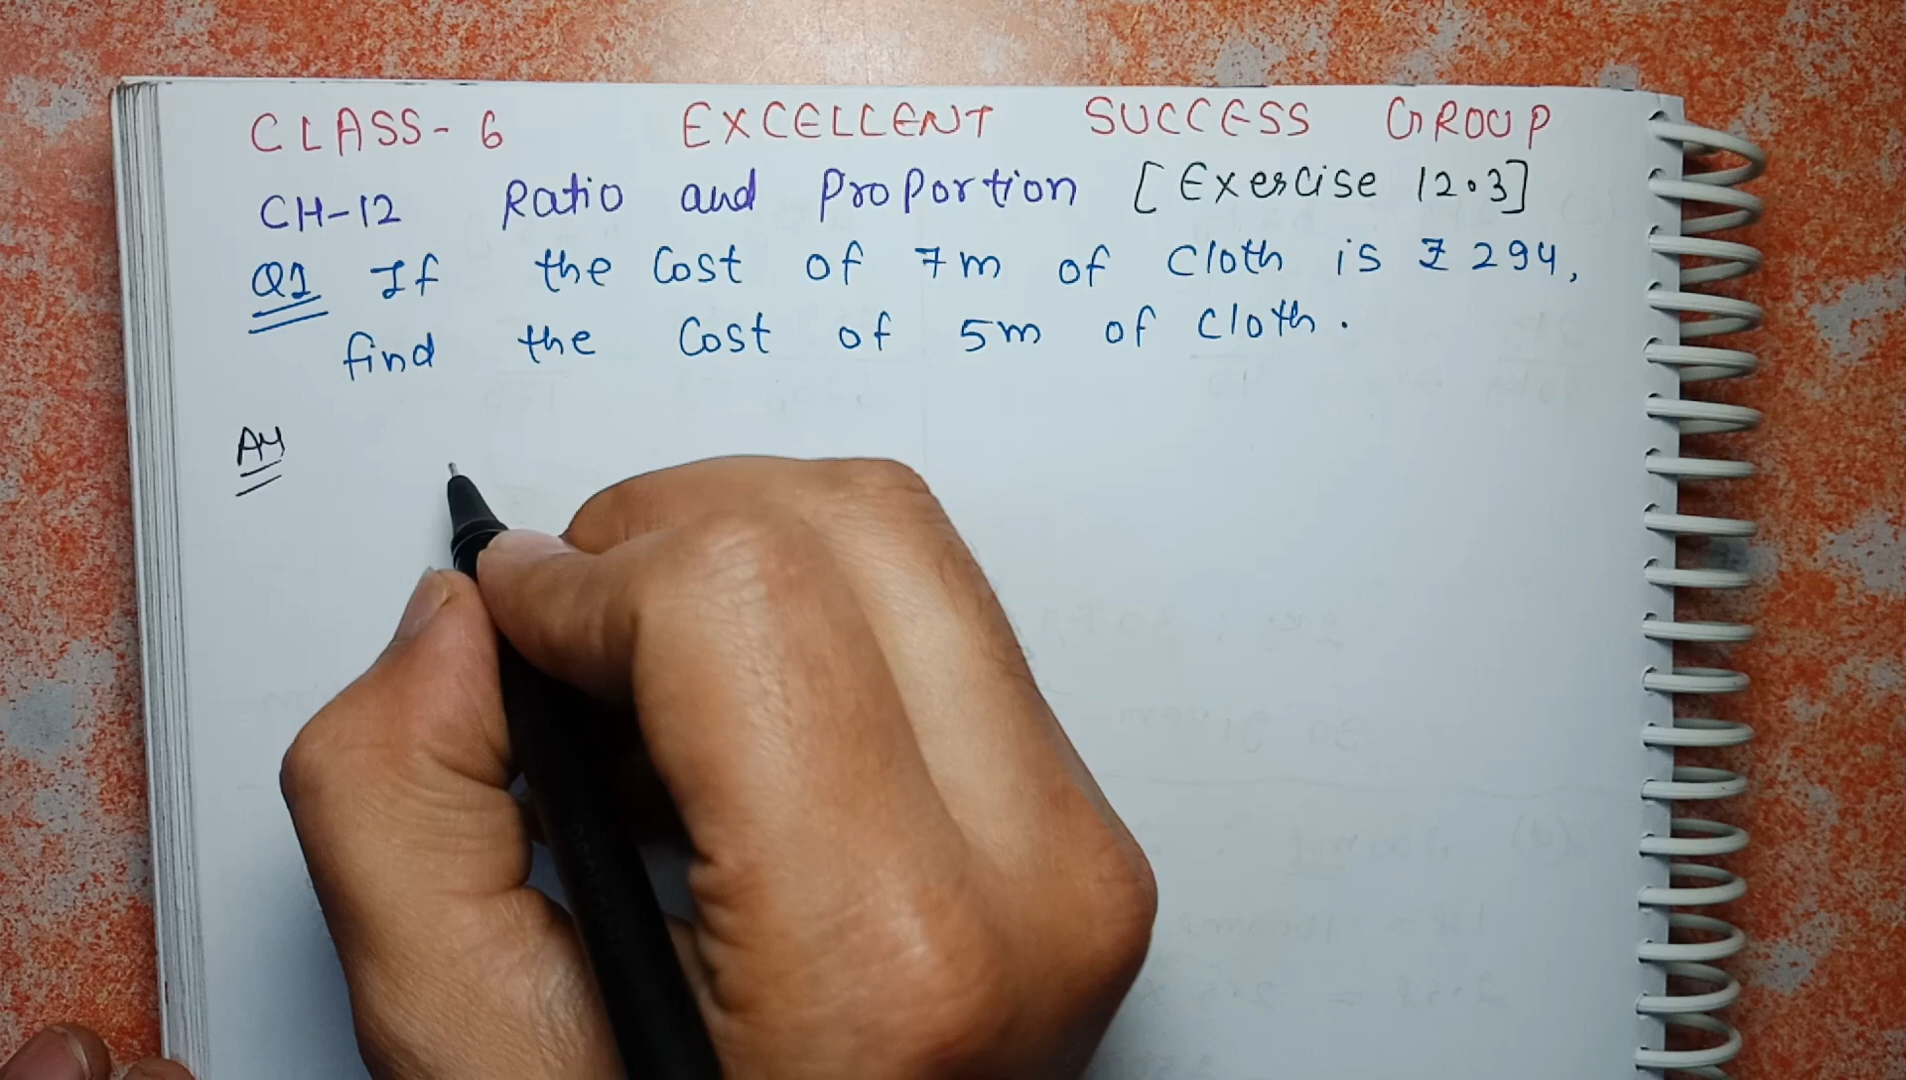 CLASS-6 EXCELLENT SUCCESS GROUP
CH-12 Ratio and Proportion [Exercise 12.3]
Q1 If the Cost of 7m of Cloth is ₹ 294,
find the Cost of 5m of Cloth.